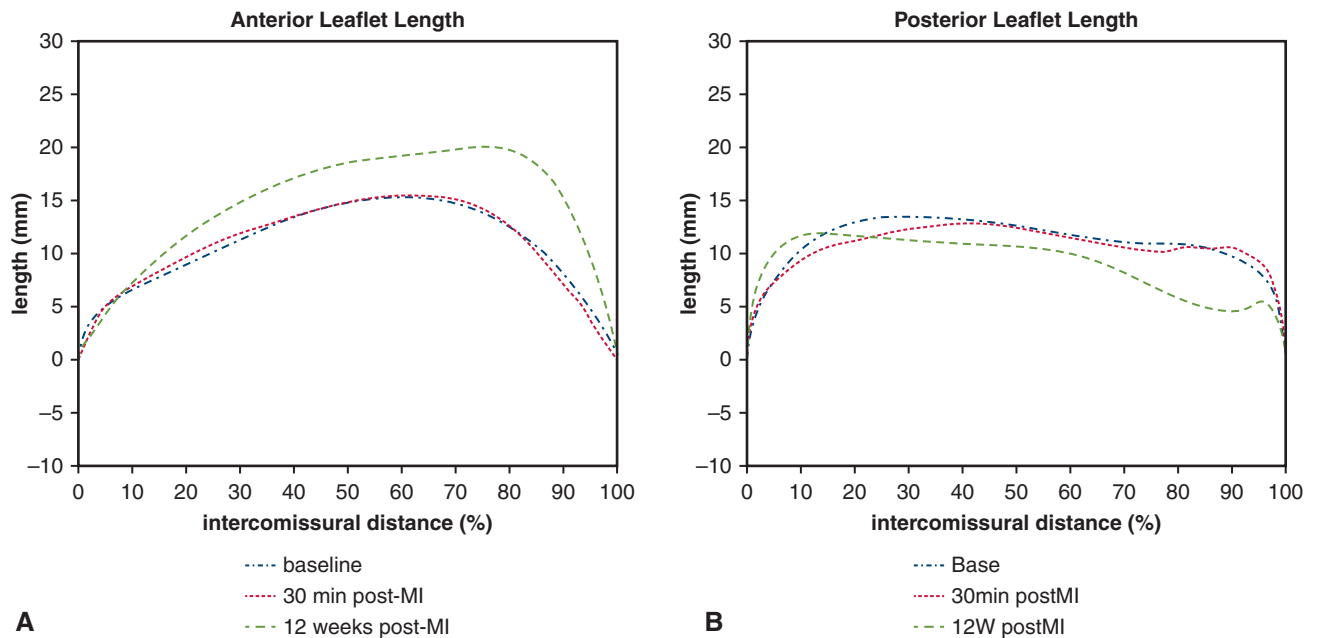 Anterior Leaflet Length
30
25
20
15
10
5
0
−5
−10
length (mm)
0 10 20 30 40 50 60 70 80 90 100
intercomissural distance (%)
baseline
30 min post-MI
12 weeks post-MI
A
Posterior Leaflet Length
30
25
20
15
10
5
0
−5
−10
length (mm)
0 10 20 30 40 50 60 70 80 90 100
intercomissural distance (%)
Base
30min postMI
12W postMI
B